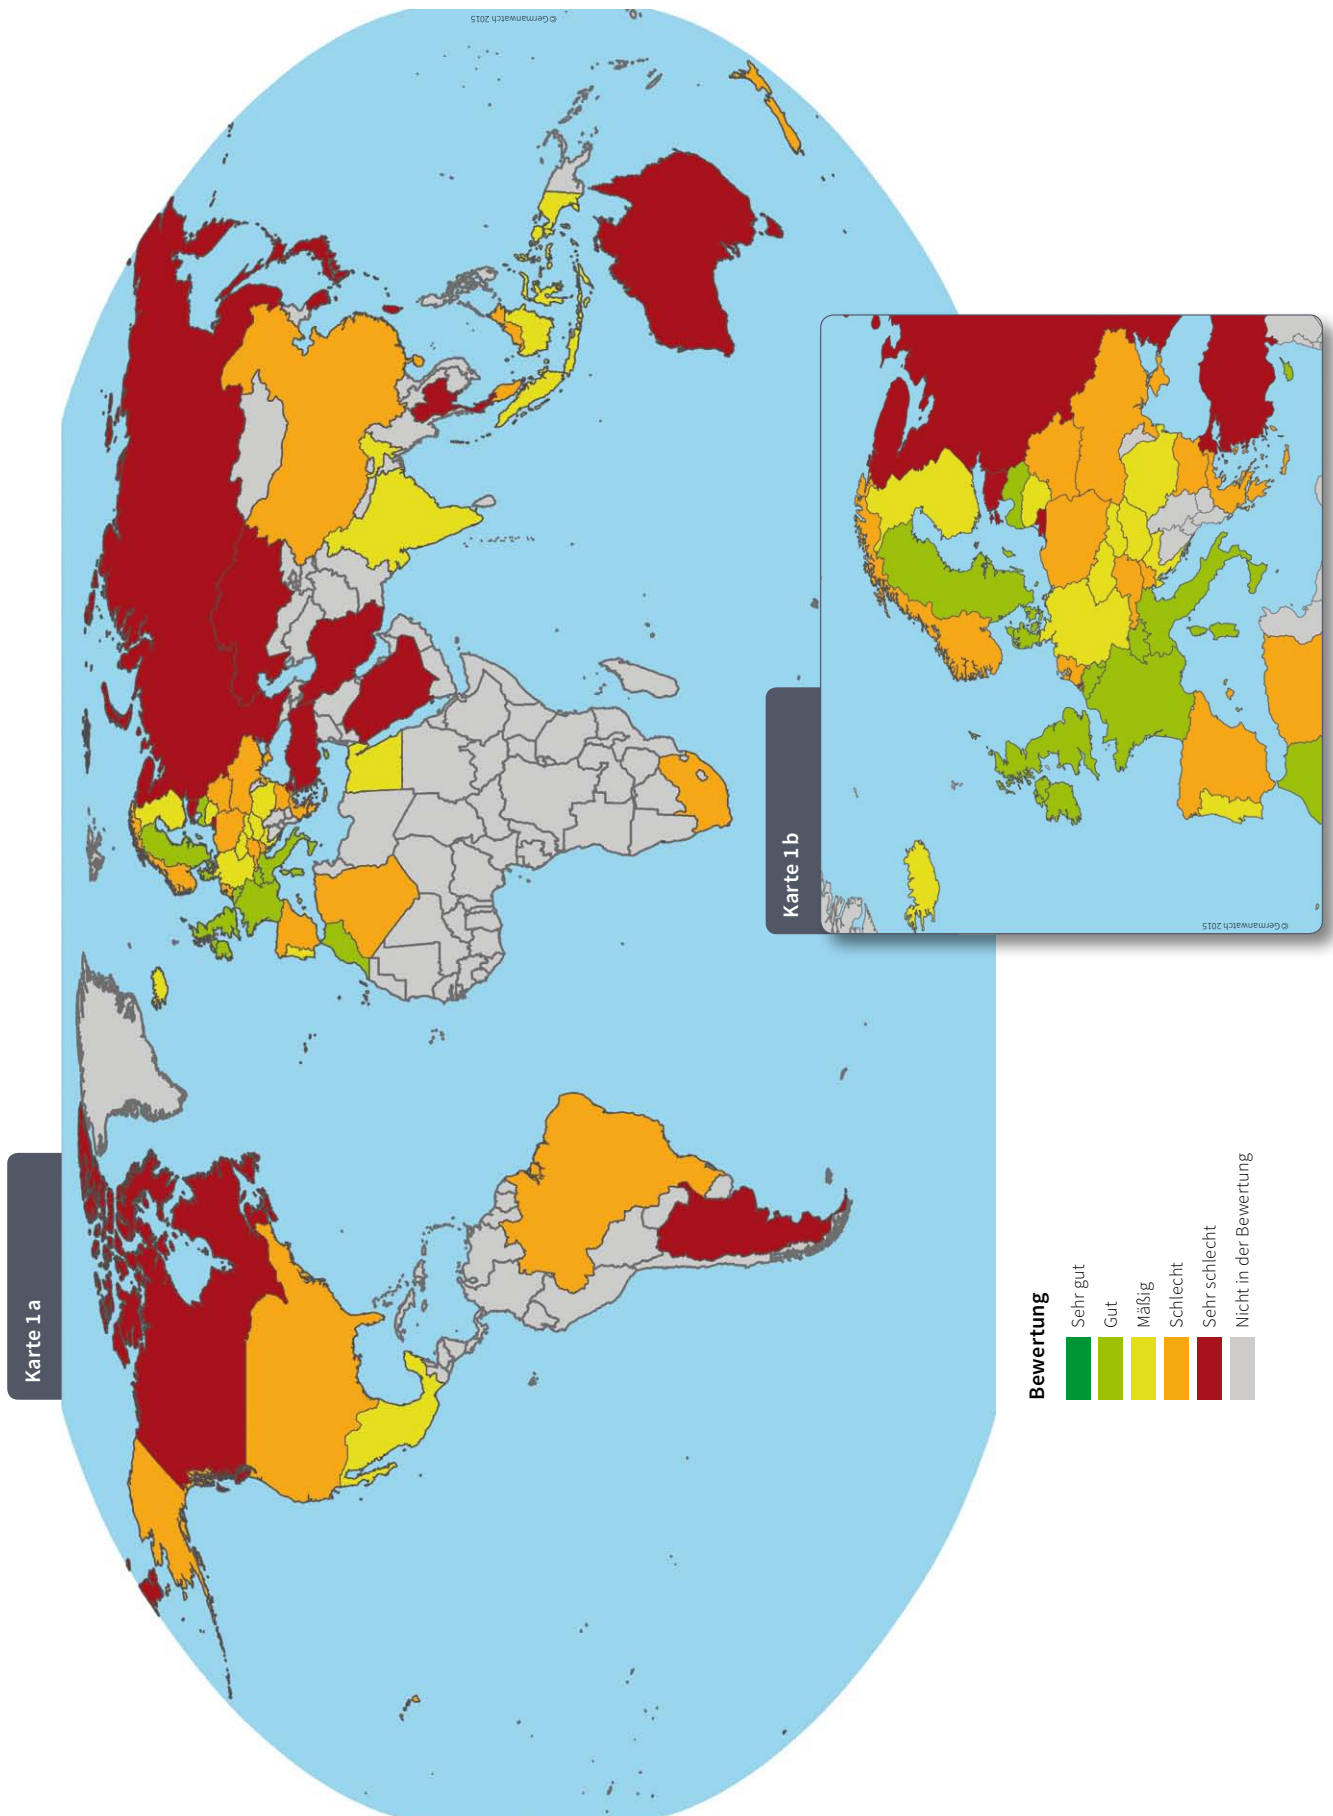 Karte 1 a
© Germanwatch 2015
Karte 1 b
© Germanwatch 2015
Bewertung
Sehr gut
Gut
Mäßig
Schlecht
Sehr schlecht
Nicht in der Bewertung